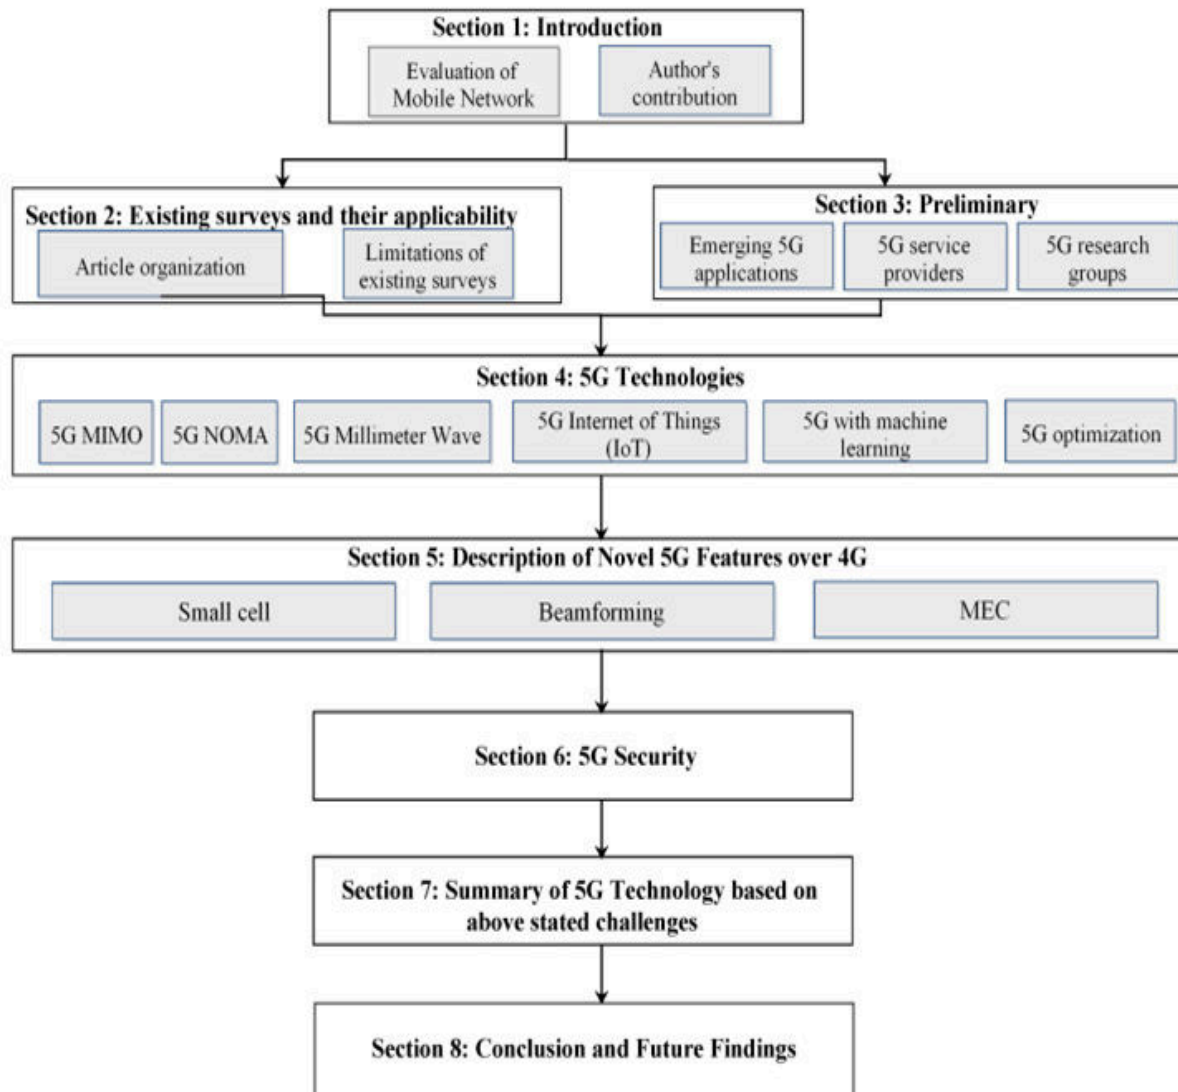 Section 1: Introduction
Evaluation of
Mobile Network
Author's
contribution
Section 2: Existing surveys and their applicability
Article organization
Limitations of
existing surveys
Section 3: Preliminary
Emerging 5G
applications
5G service
providers
5G research
groups
Section 4: 5G Technologies
5G MIMO
5G NOMA
5G Millimeter Wave
5G Internet of Things
(IoT)
5G with machine
learning
5G optimization
Section 5: Description of Novel 5G Features over 4G
Small cell
Beamforming
MEC
Section 6: 5G Security
Section 7: Summary of 5G Technology based on
above stated challenges
Section 8: Conclusion and Future Findings